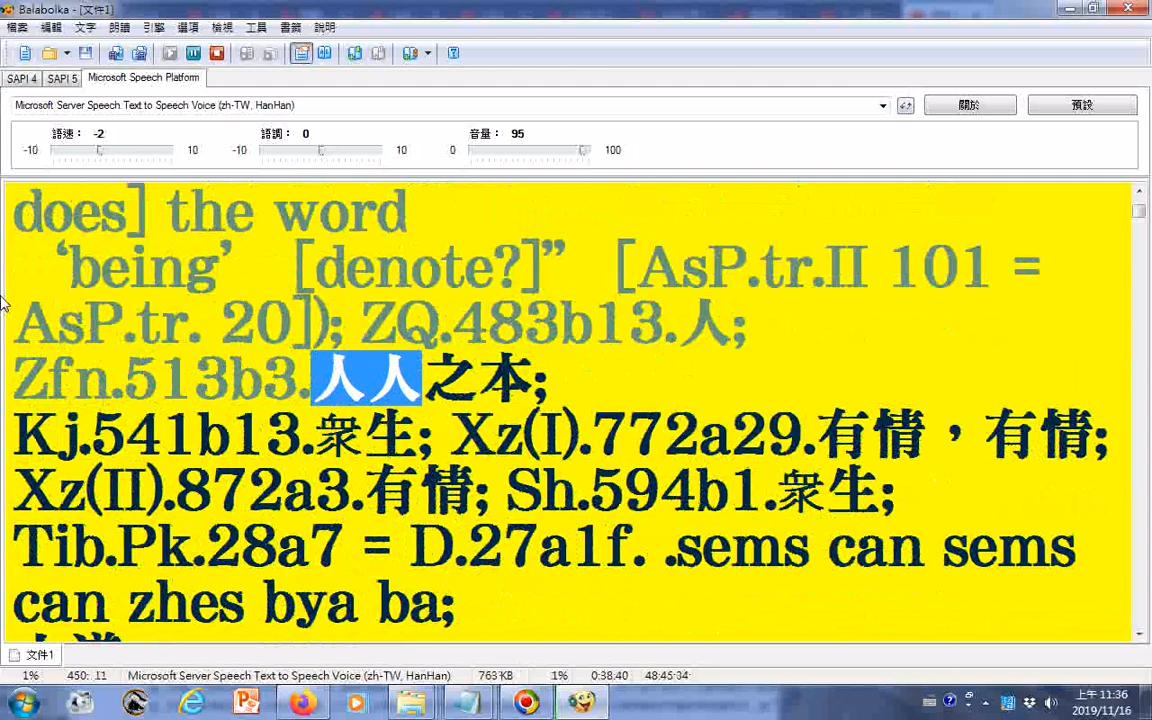 Balabolka - [文件1]
檔案 編輯 文字 朗讀 引擎 選項 檢視 工具 書籤 說明
SAPI 4 SAPI 5 Microsoft Speech Platform
Microsoft Server Speech Text to Speech Voice (zh-TW, HanHan) 關於 預設
語速： -2 語調： 0 音量： 95
-10 10 -10 10 0 100
does] the word
‘being’ [denote?]” [AsP.tr.II 101 =
AsP.tr. 20]); ZQ.483b13.人;
Zfn.513b3.人人之本;
Kj.541b13.衆生; Xz(I).772a29.有情，有情;
Xz(II).872a3.有情; Sh.594b1.衆生;
Tib.Pk.28a7 = D.27a1f. .sems can sems
can zhes bya ba;
文件1
1% 450: 11 Microsoft Server Speech Text to Speech Voice (zh-TW, HanHan) 763 KB 1% 0:38.40 48:45:34
上午 11:36
2019/11/16